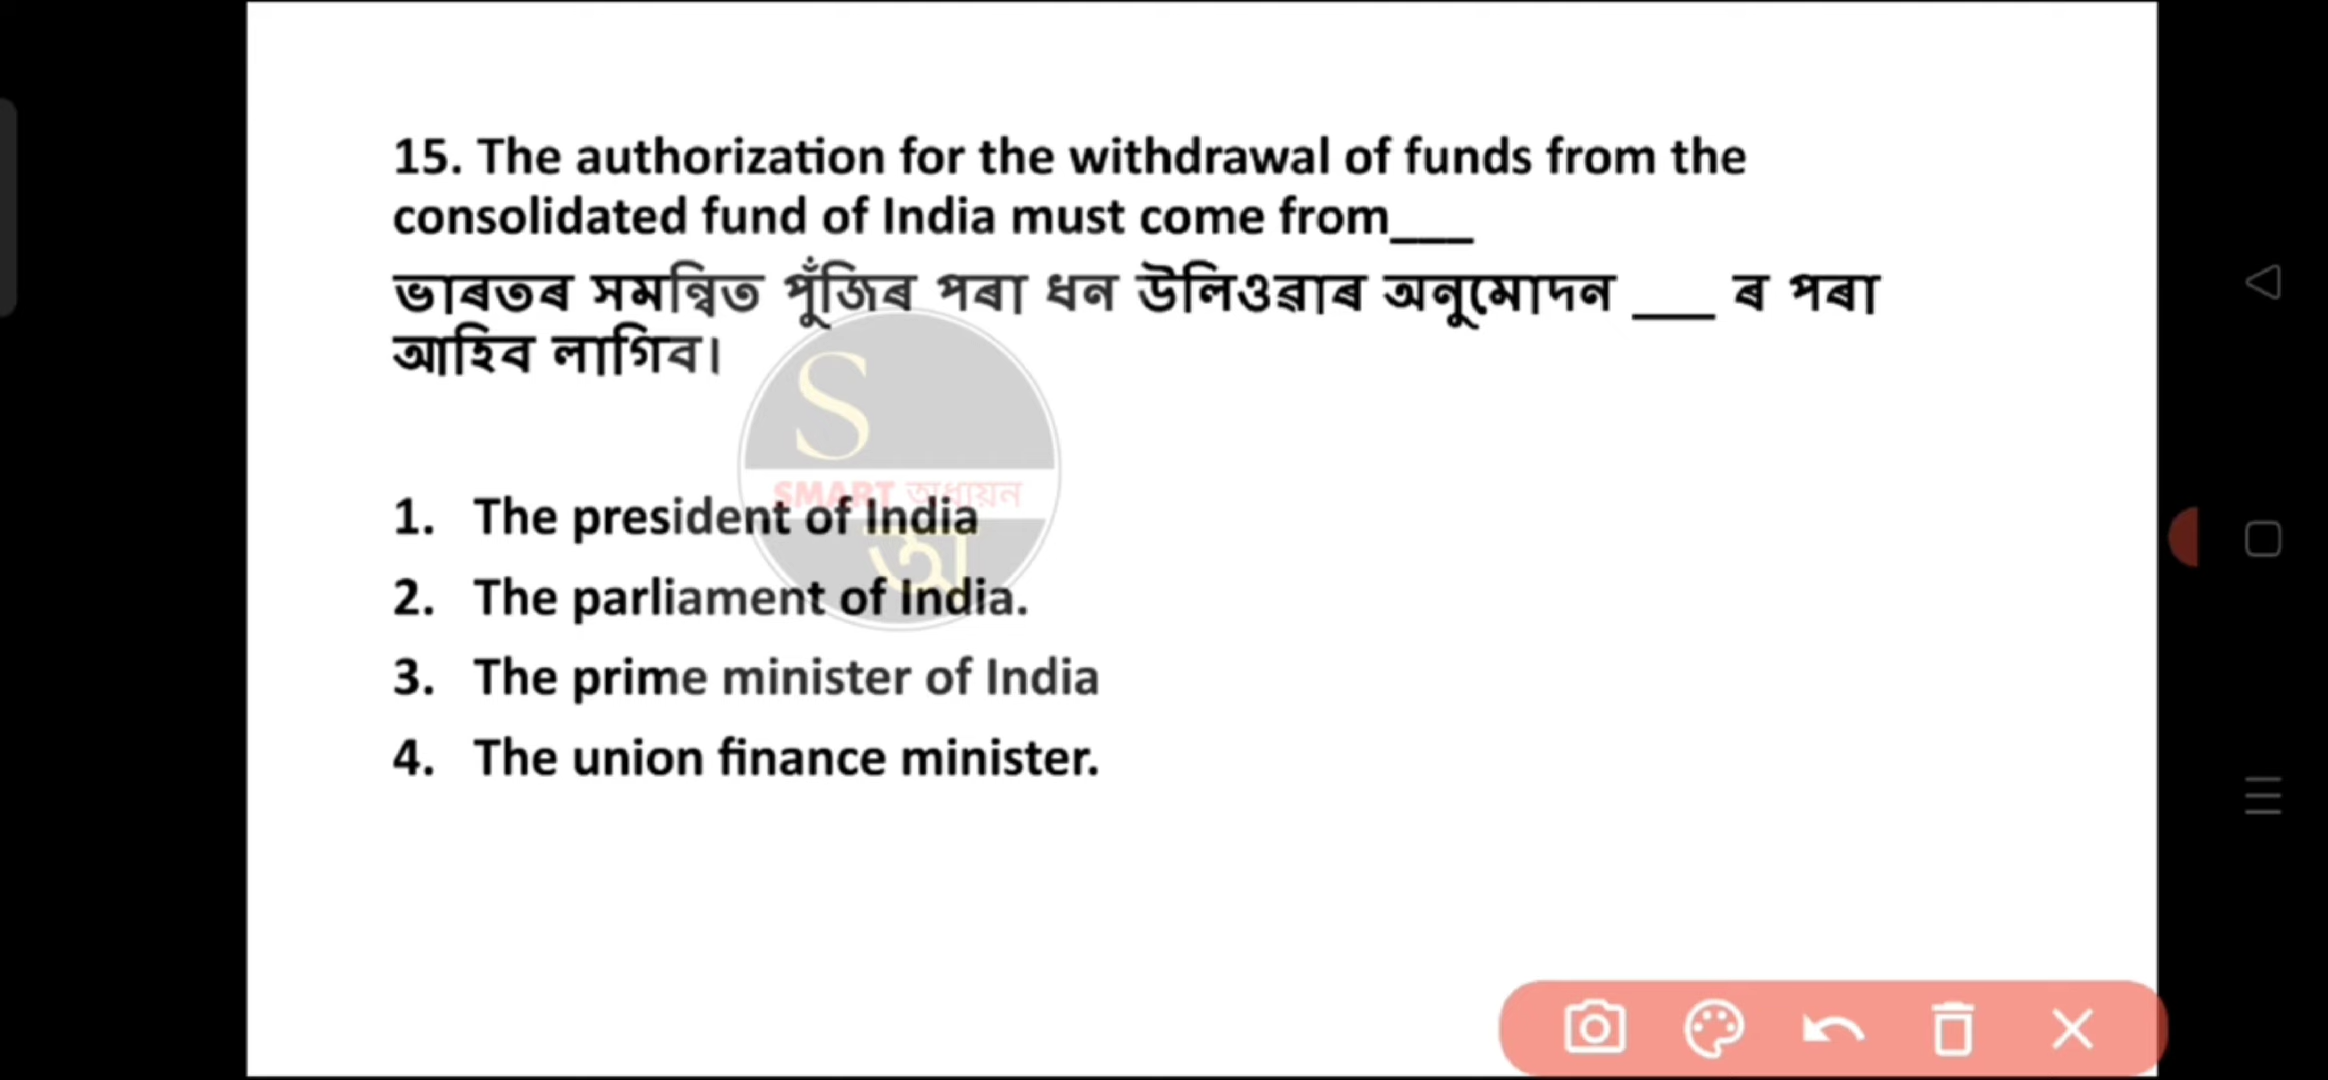 15. The authorization for the withdrawal of funds from the
consolidated fund of India must come from___
ভাৰতৰ সমন্বিত পুঁজিৰ পৰা ধন উলিওৱাৰ অনুমোদন ___ ৰ পৰা
আহিব লাগিব।
S
SMART অধ্যয়ন
অ
1. The president of India
2. The parliament of India.
3. The prime minister of India
4. The union finance minister.